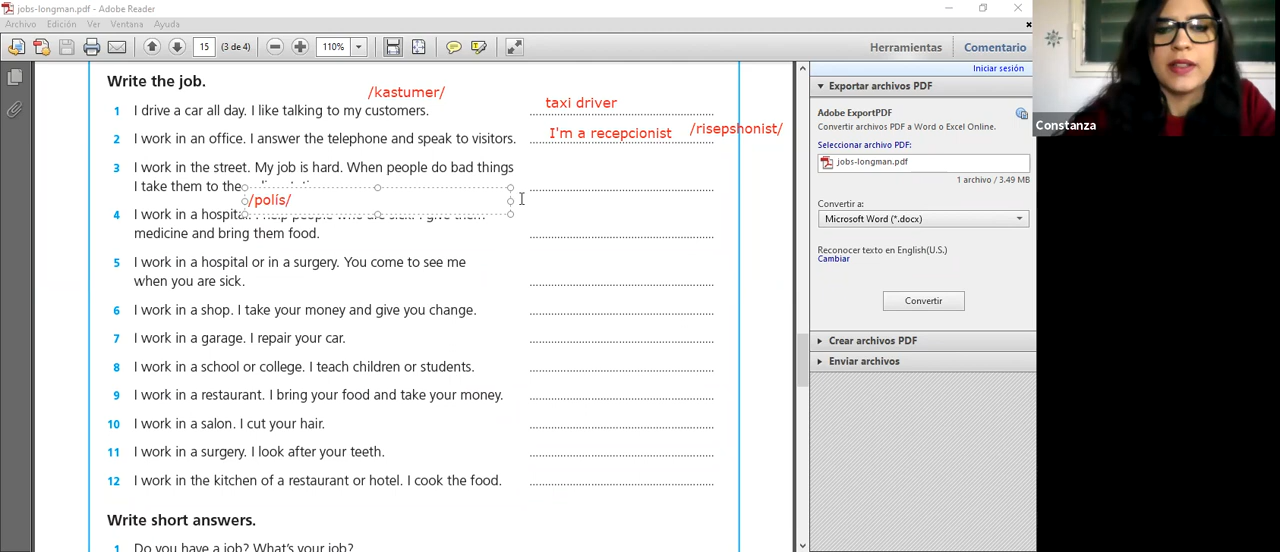 jobs-longman.pdf - Adobe Reader
Archivo Edición Ver Ventana Ayuda
15 (3 de 4) 110% Herramientas Comentario
Iniciar sesión
Exportar archivos PDF
Adobe ExportPDF
Convertir archivos PDF a Word o Excel Online.
Seleccionar archivo PDF:
jobs-longman.pdf
1 archivo / 3.49 MB
Convertir a:
Microsoft Word (*.docx)
Reconocer texto en English(U.S.)
Cambiar
Convertir
Crear archivos PDF
Enviar archivos
Constanza
Write the job.
/kastumer/
1 I drive a car all day. I like talking to my customers. taxi driver
2 I work in an office. I answer the telephone and speak to visitors. I'm a recepcionist /risepshonist/
3 I work in the street. My job is hard. When people do bad things
I take them to the
/polís/
4 I work in a hospital. I help people who are sick. I give them
medicine and bring them food.
5 I work in a hospital or in a surgery. You come to see me
when you are sick.
6 I work in a shop. I take your money and give you change.
7 I work in a garage. I repair your car.
8 I work in a school or college. I teach children or students.
9 I work in a restaurant. I bring your food and take your money.
10 I work in a salon. I cut your hair.
11 I work in a surgery. I look after your teeth.
12 I work in the kitchen of a restaurant or hotel. I cook the food.
Write short answers.
1 Do you have a job? What's your job?